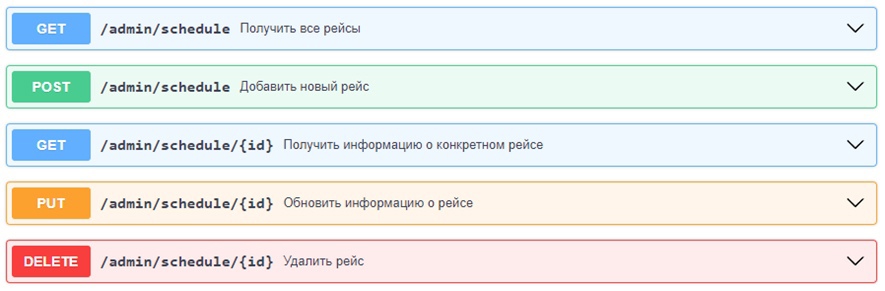 GET /admin/schedule Получить все рейсы
POST /admin/schedule Добавить новый рейс
GET /admin/schedule/{id} Получить информацию о конкретном рейсе
PUT /admin/schedule/{id} Обновить информацию о рейсе
DELETE /admin/schedule/{id} Удалить рейс